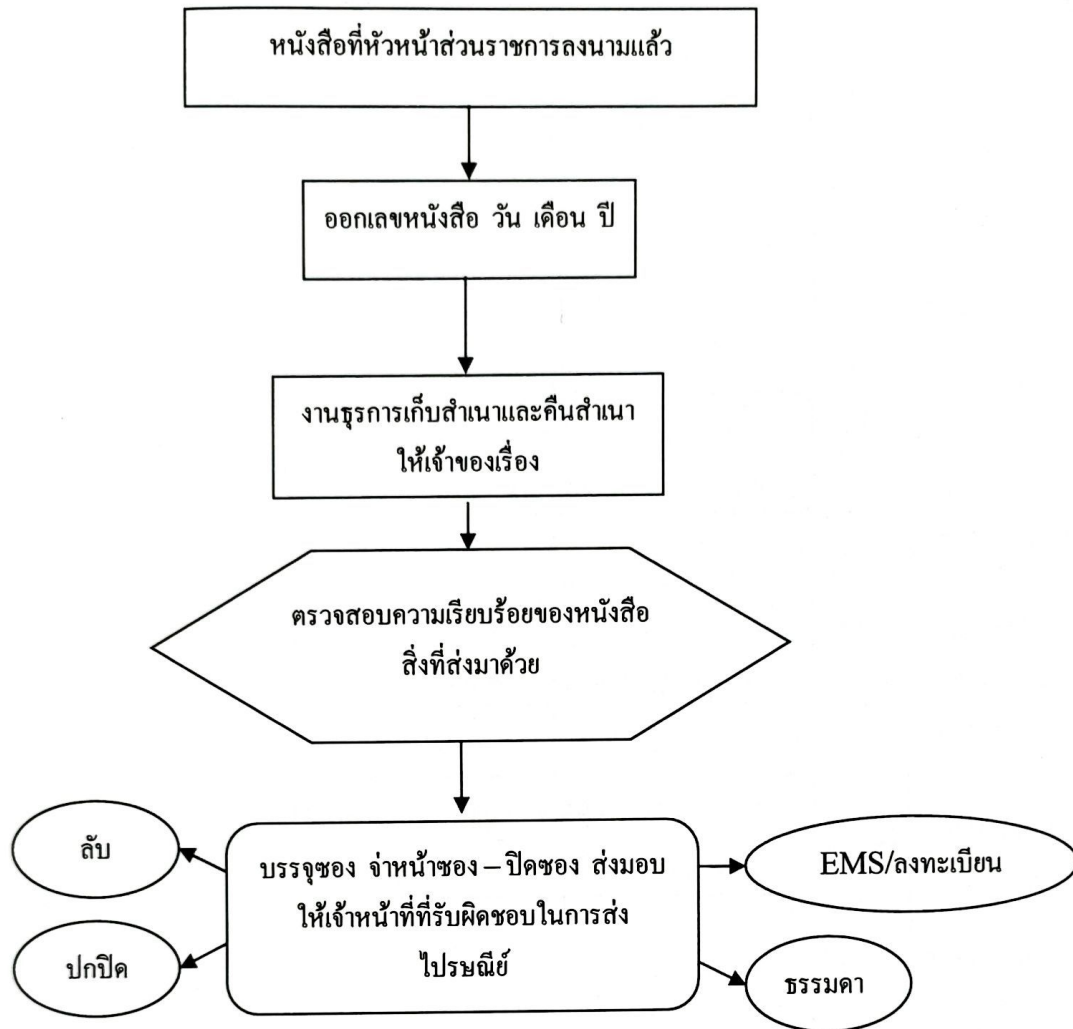 หนังสือที่หัวหน้าส่วนราชการลงนามแล้ว
ออกเลขหนังสือ วัน เดือน ปี
งานธุรการเก็บสำเนาและคืนสำเนา
ให้เจ้าของเรื่อง
ตรวจสอบความเรียบร้อยของหนังสือ
สิ่งที่ส่งมาด้วย
ลับ
ปกปิด
บรรจุซอง จ่าหน้าซอง – ปิดซอง ส่งมอบ
ให้เจ้าหน้าที่ที่รับผิดชอบในการส่ง
ไปรษณีย์
EMS/ลงทะเบียน
ธรรมดา